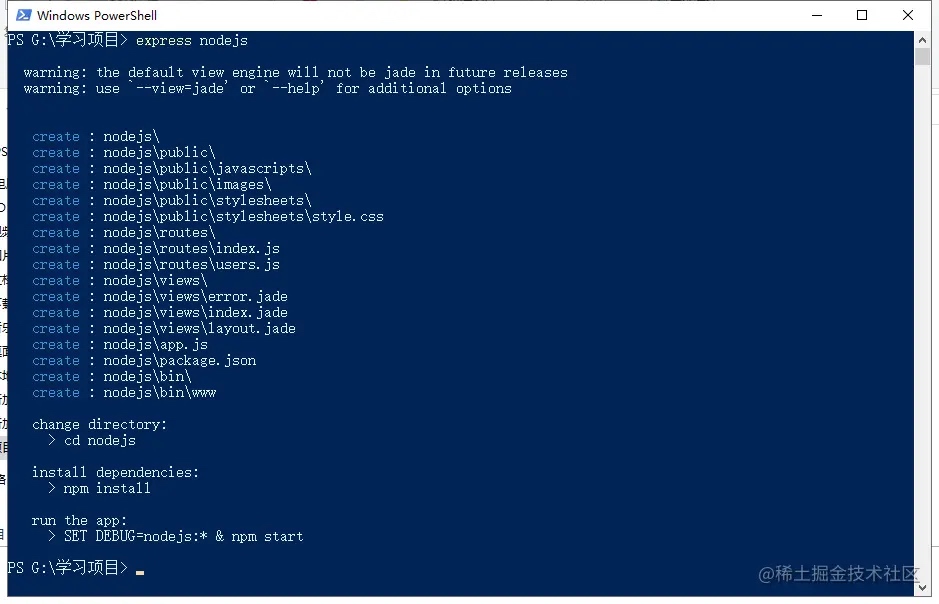 Windows PowerShell
PS G:\学习项目> express nodejs
warning: the default view engine will not be jade in future releases
warning: use `--view=jade' or `--help' for additional options
create : nodejs\
create : nodejs\public\
create : nodejs\public\javascripts\
create : nodejs\public\images\
create : nodejs\public\stylesheets\
create : nodejs\public\stylesheets\style.css
create : nodejs\routes\
create : nodejs\routes\index.js
create : nodejs\routes\users.js
create : nodejs\views\
create : nodejs\views\error.jade
create : nodejs\views\index.jade
create : nodejs\views\layout.jade
create : nodejs\app.js
create : nodejs\package.json
create : nodejs\bin\
create : nodejs\bin\www
change directory:
> cd nodejs
install dependencies:
> npm install
run the app:
> SET DEBUG=nodejs:* & npm start
PS G:\学习项目>
@稀土掘金技术社区